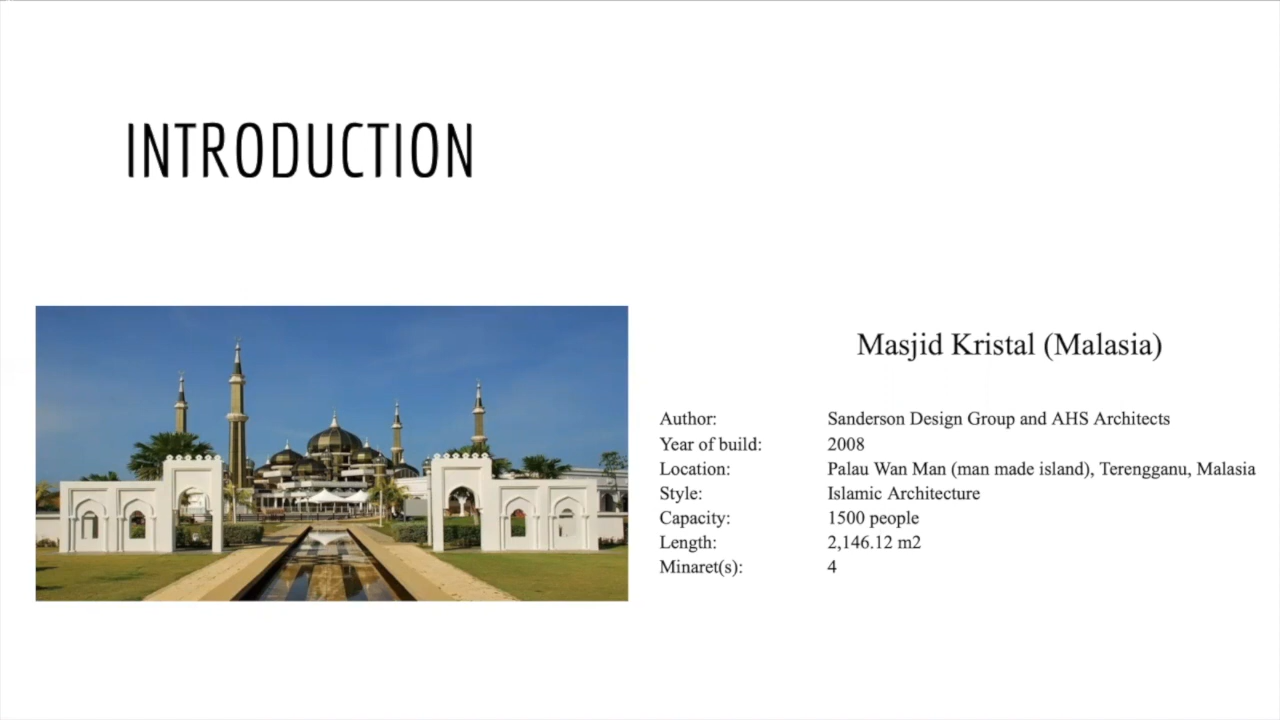 INTRODUCTION
Masjid Kristal (Malasia)
Author: Sanderson Design Group and AHS Architects
Year of build: 2008
Location: Palau Wan Man (man made island), Terengganu, Malasia
Style: Islamic Architecture
Capacity: 1500 people
Length: 2,146.12 m2
Minaret(s): 4